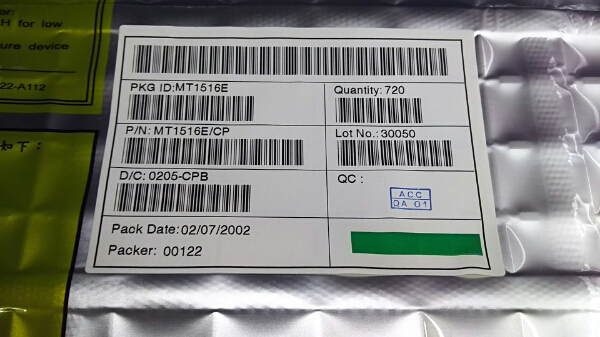 or:
H for low
ure device
22-A112
如下：
PKG ID:MT1516E
Quantity: 720
P/N: MT1516E/CP
Lot No.: 30050
D/C: 0205-CPB
QC :
ACC
QA 01
Pack Date: 02/07/2002
Packer: 00122